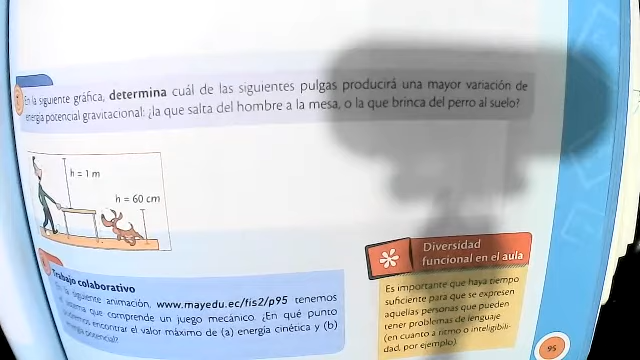 En la siguiente gráfica, determina cuál de las siguientes pulgas producirá una mayor variación de
energía potencial gravitacional: ¿la que salta del hombre a la mesa, o la que brinca del perro al suelo?
h = 1 m
h = 60 cm
Trabajo colaborativo
la siguiente animación, www.mayedu.ec/fis2/p95 tenemos
que comprende un juego mecánico. ¿En qué punto
encontrar el valor máximo de (a) energía cinética y (b)
potencial?
Diversidad
funcional en el aula
Es importante que haya tiempo
suficiente para que se expresen
aquellas personas que pueden
tener problemas de lenguaje
(en cuanto a ritmo o inteligibili-
dad, por ejemplo).
95